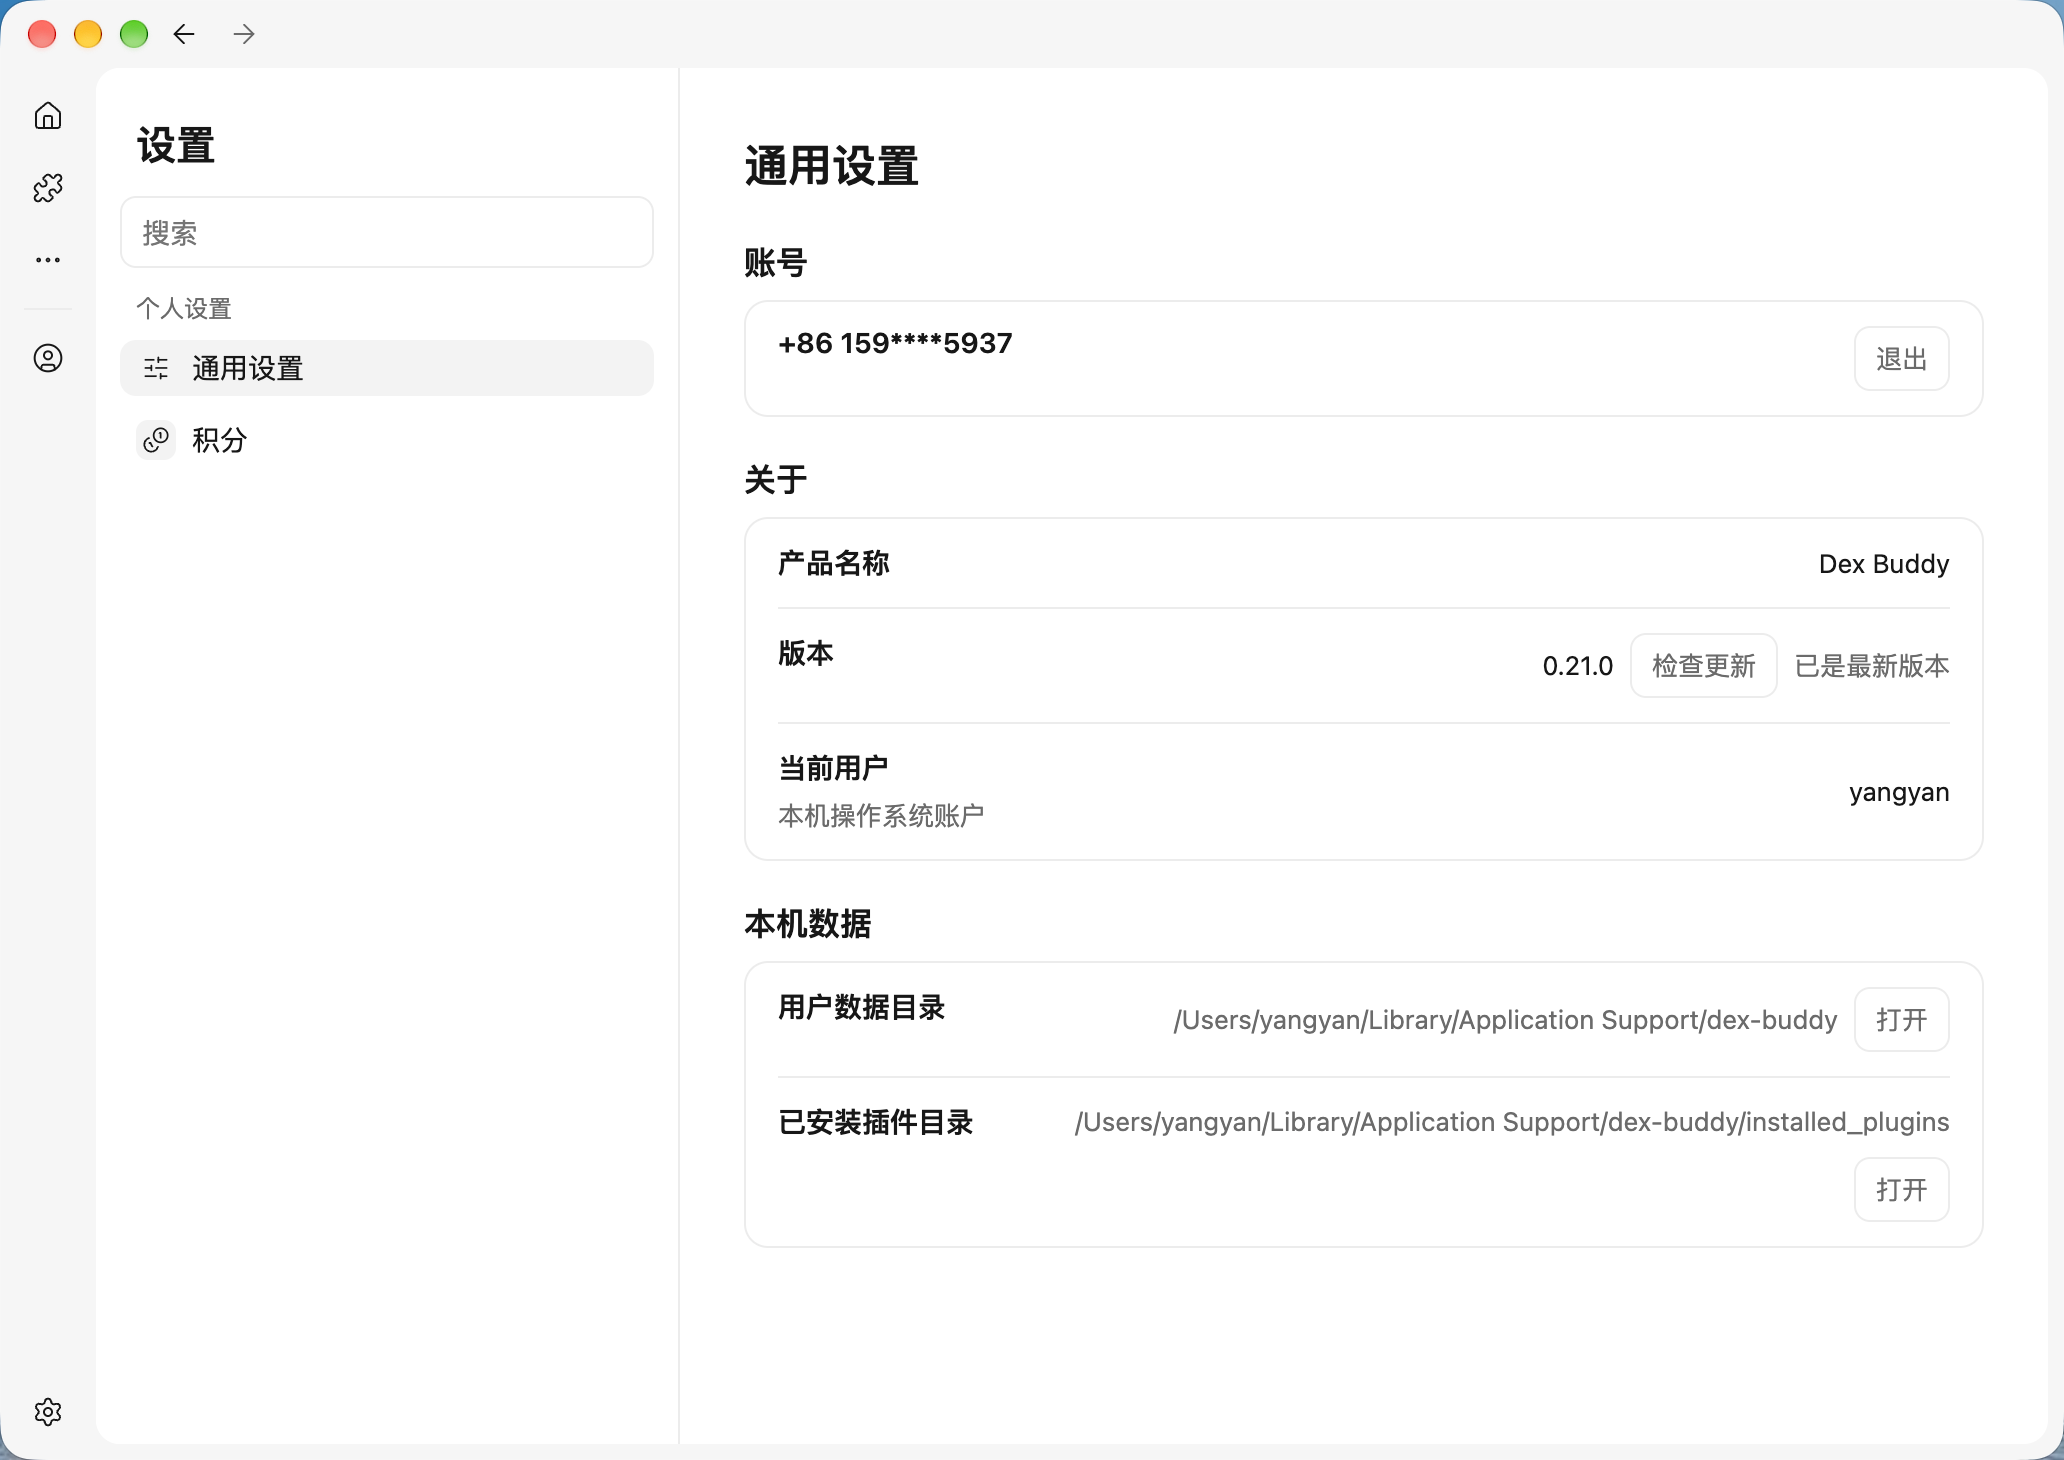 设置
搜索
个人设置
通用设置
积分
通用设置
账号
+86 159****5937
退出
关于
产品名称
Dex Buddy
版本
0.21.0
检查更新
已是最新版本
当前用户
本机操作系统账户
yangyan
本机数据
用户数据目录
/Users/yangyan/Library/Application Support/dex-buddy
打开
已安装插件目录
/Users/yangyan/Library/Application Support/dex-buddy/installed_plugins
打开